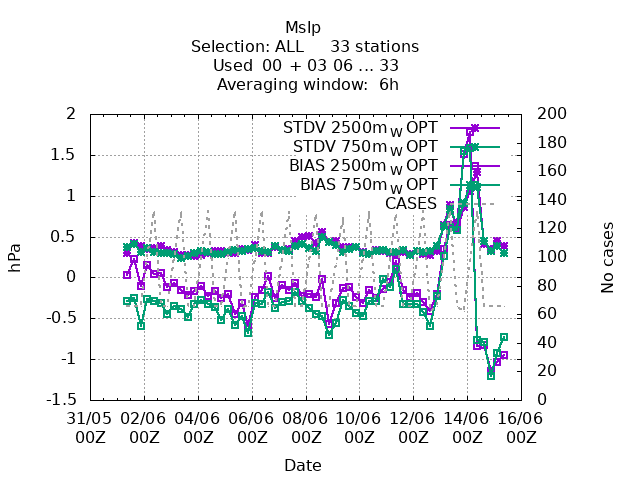 Mslp
Selection: ALL 33 stations
Used 00 + 03 06 ... 33
Averaging window: 6h
2
1.5
1
0.5
0
-0.5
-1
-1.5
hPa
200
180
160
140
120
100
80
60
40
20
0
No cases
STDV 2500m W OPT
STDV 750m W OPT
BIAS 2500m W OPT
BIAS 750m W OPT
CASES
31/05 02/06 04/06 06/06 08/06 10/06 12/06 14/06 16/06
00Z 00Z 00Z 00Z 00Z 00Z 00Z 00Z 00Z
Date